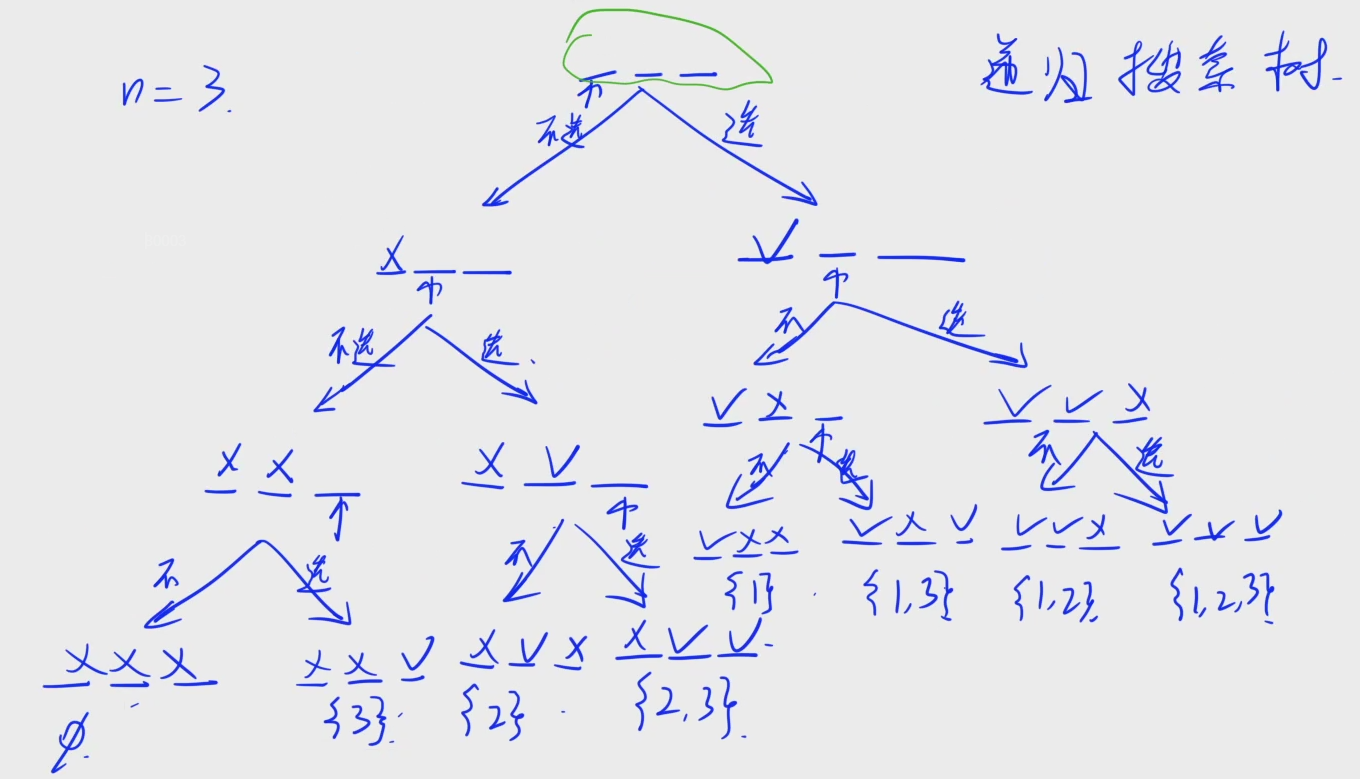 n=3.
递归搜索树.
不选 选
X _ _
V _ _
不选 选
不 选
V X _
V V X
X X _
X V _
不 选
不 选
不 选
不 选
V X X
V X V
V V X
V V V
{1}
{1,3}
{1,2}
{1,2,3}
X X X
X X V
X V X
X V V
∅
{3}
{2}
{2,3}